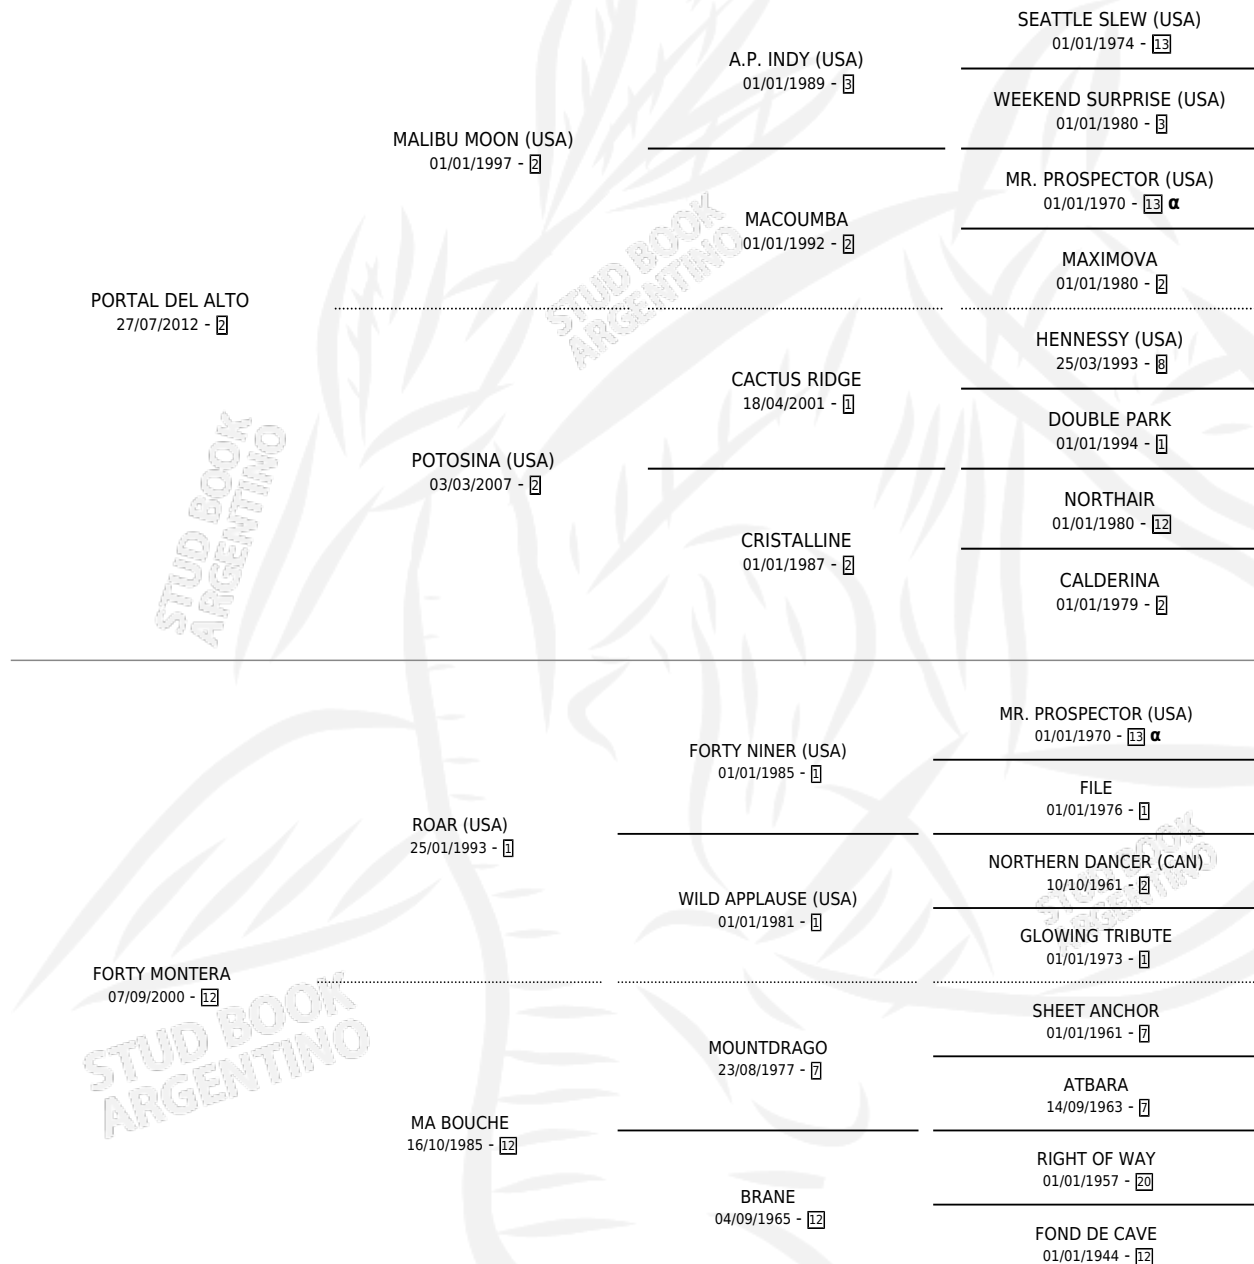 SEATTLE SLEW (USA)
01/01/1974 - 13
A.P. INDY (USA)
01/01/1989 - 3
WEEKEND SURPRISE (USA)
01/01/1980 - 3
MALIBU MOON (USA)
01/01/1997 - 2
MR. PROSPECTOR (USA)
01/01/1970 - 13 α
MACOUMBA
01/01/1992 - 2
MAXIMOVA
01/01/1980 - 2
PORTAL DEL ALTO
27/07/2012 - 2
HENNESSY (USA)
25/03/1993 - 8
CACTUS RIDGE
18/04/2001 - 1
DOUBLE PARK
01/01/1994 - 1
POTOSINA (USA)
03/03/2007 - 2
NORTHAIR
01/01/1980 - 12
CRISTALLINE
01/01/1987 - 2
CALDERINA
01/01/1979 - 2
MR. PROSPECTOR (USA)
01/01/1970 - 13 α
FORTY NINER (USA)
01/01/1985 - 1
FILE
01/01/1976 - 1
ROAR (USA)
25/01/1993 - 1
NORTHERN DANCER (CAN)
10/10/1961 - 2
WILD APPLAUSE (USA)
01/01/1981 - 1
GLOWING TRIBUTE
01/01/1973 - 1
FORTY MONTERA
07/09/2000 - 12
SHEET ANCHOR
01/01/1961 - 7
MOUNTDRAGO
23/08/1977 - 7
ATBARA
14/09/1963 - 7
MA BOUCHE
16/10/1985 - 12
RIGHT OF WAY
01/01/1957 - 20
BRANE
04/09/1965 - 12
FOND DE CAVE
01/01/1944 - 12
STUD BOOK
ARGENTINO
STUD BOOK
ARGENTINO
STUD BOOK
ARGENTINO
STUD BOOK
ARGENTINO